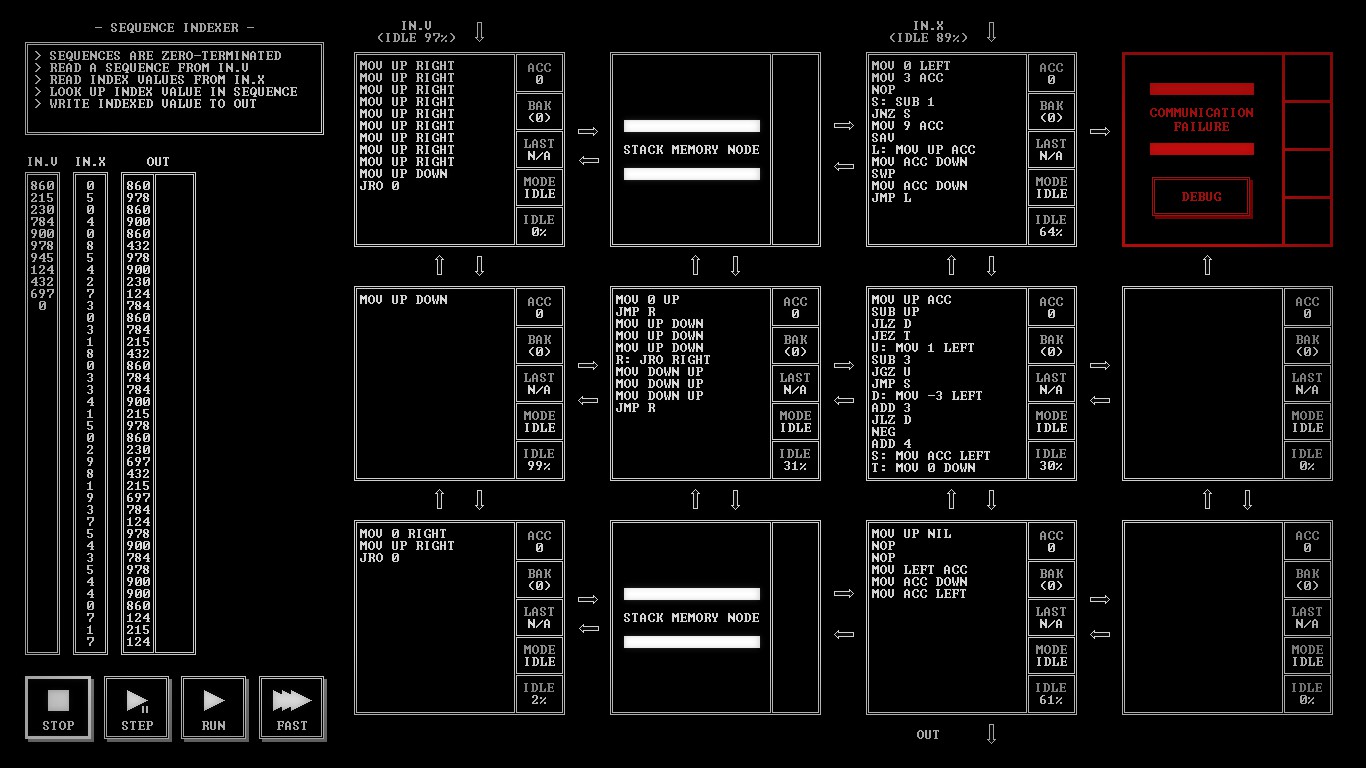 - SEQUENCE INDEXER -
> SEQUENCES ARE ZERO-TERMINATED
> READ A SEQUENCE FROM IN.V
> READ INDEX VALUES FROM IN.X
> LOOK UP INDEX VALUE IN SEQUENCE
> WRITE INDEXED VALUE TO OUT
IN.V IN.X OUT
860 0 860
215 5 978
230 0 860
784 4 900
900 0 860
978 8 432
945 5 978
124 4 900
432 2 230
697 7 124
0 3 784
0 860
3 784
1 215
8 432
0 860
3 784
3 784
4 900
1 215
5 978
0 860
2 230
9 697
8 432
1 215
9 697
3 784
7 124
5 978
4 900
3 784
5 978
4 900
4 900
0 860
7 124
1 215
7 124
STOP
STEP
RUN
FAST
IN.V
(IDLE 97%)
MOV UP RIGHT
MOV UP RIGHT
MOV UP RIGHT
MOV UP RIGHT
MOV UP RIGHT
MOV UP RIGHT
MOV UP RIGHT
MOV UP RIGHT
MOV UP RIGHT
MOV UP DOWN
JRO 0
ACC
0
BAK
(0)
LAST
N/A
MODE
IDLE
IDLE
0%
STACK MEMORY NODE
IN.X
(IDLE 89%)
MOV 0 LEFT
MOV 3 ACC
NOP
S: SUB 1
JNZ S
MOV 9 ACC
SAV
L: MOV UP ACC
MOV ACC DOWN
SWP
MOV ACC DOWN
JMP L
ACC
0
BAK
(0)
LAST
N/A
MODE
IDLE
IDLE
64%
COMMUNICATION
FAILURE
DEBUG
MOV UP DOWN
ACC
0
BAK
(0)
LAST
N/A
MODE
IDLE
IDLE
99%
MOV 0 UP
JMP R
MOV UP DOWN
MOV UP DOWN
MOV UP DOWN
R: JRO RIGHT
MOV DOWN UP
MOV DOWN UP
MOV DOWN UP
JMP R
ACC
0
BAK
(0)
LAST
N/A
MODE
IDLE
IDLE
31%
MOV UP ACC
SUB UP
JLZ D
JEZ T
U: MOV 1 LEFT
SUB 3
JGZ U
JMP S
D: MOV -3 LEFT
ADD 3
JLZ D
NEG
ADD 4
S: MOV ACC LEFT
T: MOV 0 DOWN
ACC
0
BAK
(0)
LAST
N/A
MODE
IDLE
IDLE
30%
ACC
0
BAK
(0)
LAST
N/A
MODE
IDLE
IDLE
0%
MOV 0 RIGHT
MOV UP RIGHT
JRO 0
ACC
0
BAK
(0)
LAST
N/A
MODE
IDLE
IDLE
2%
STACK MEMORY NODE
MOV UP NIL
NOP
NOP
MOV LEFT ACC
MOV ACC DOWN
MOV ACC LEFT
ACC
0
BAK
(0)
LAST
N/A
MODE
IDLE
IDLE
61%
ACC
0
BAK
(0)
LAST
N/A
MODE
IDLE
IDLE
0%
OUT